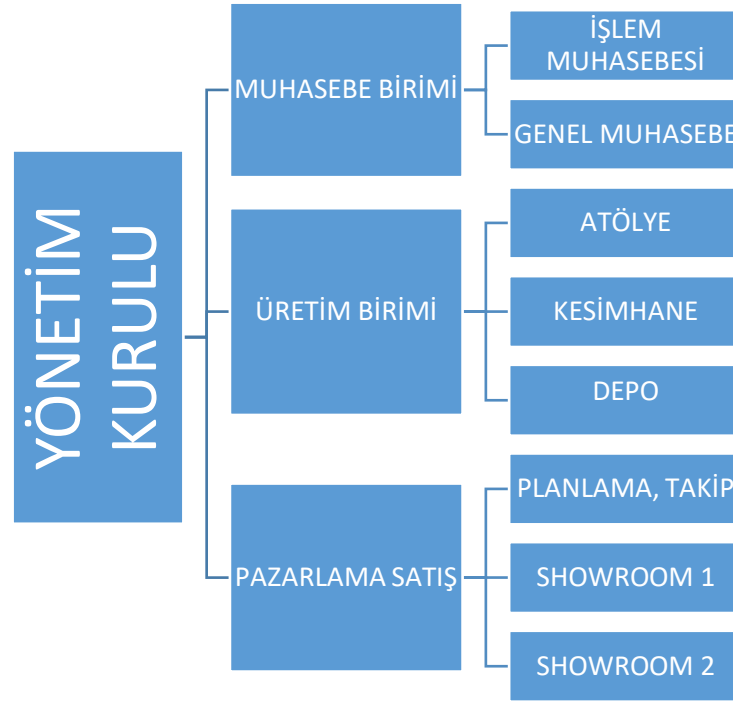 YÖNETİM
KURULU
MUHASEBE BİRİMİ
İŞLEM
MUHASEBESİ
GENEL MUHASEBE
ÜRETİM BİRİMİ
ATÖLYE
KESİMHANE
DEPO
PAZARLAMA SATIŞ
PLANLAMA, TAKİP
SHOWROOM 1
SHOWROOM 2